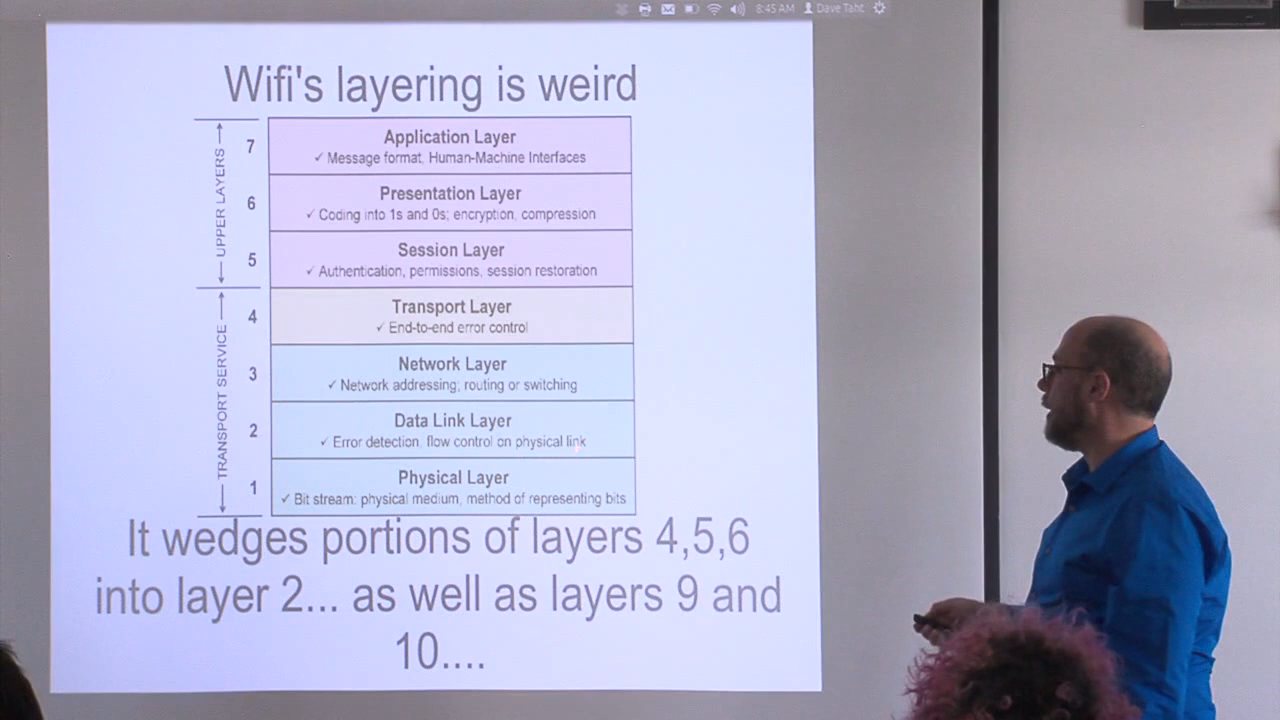 8:45 AM Dave Taht
Wifi's layering is weird
UPPER LAYERS
7
Application Layer
✓ Message format, Human-Machine Interfaces
6
Presentation Layer
✓ Coding into 1s and 0s; encryption, compression
5
Session Layer
✓ Authentication, permissions, session restoration
TRANSPORT SERVICE
4
Transport Layer
✓ End-to-end error control
3
Network Layer
✓ Network addressing; routing or switching
2
Data Link Layer
✓ Error detection, flow control on physical link
1
Physical Layer
✓ Bit stream: physical medium, method of representing bits
It wedges portions of layers 4,5,6
into layer 2... as well as layers 9 and
10....